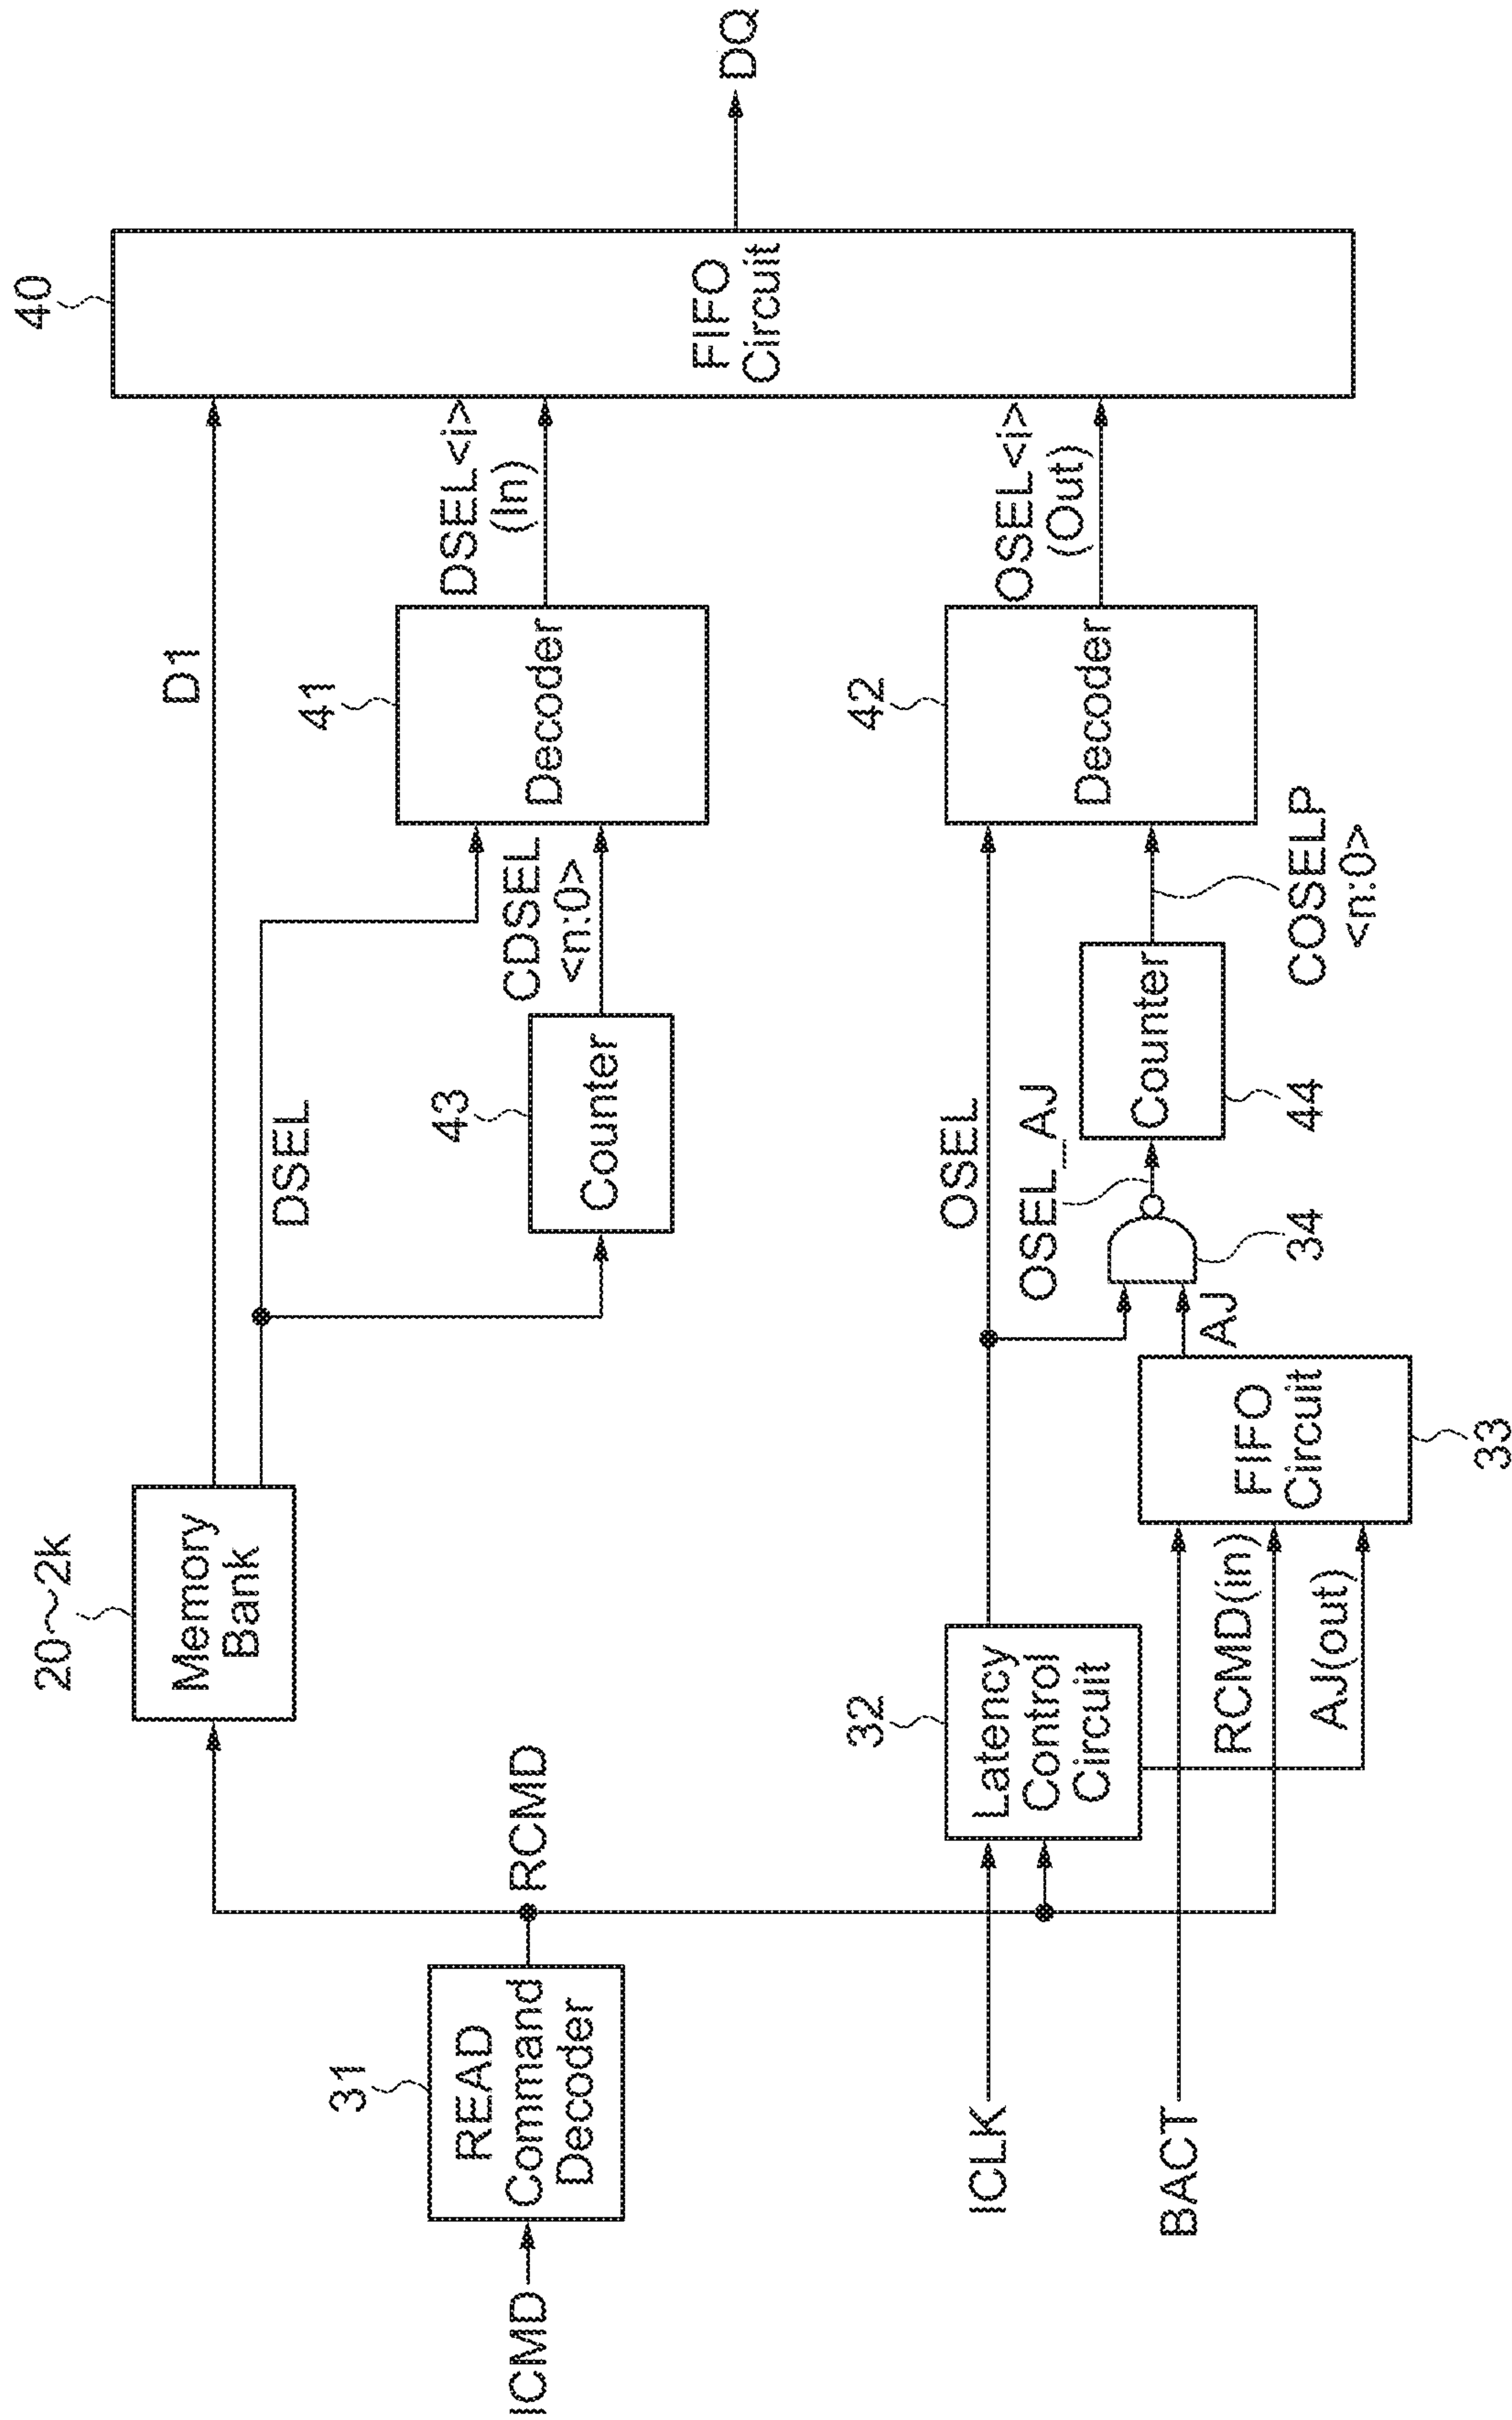 ICMD
31
READ
Command
Decoder
RCMD
20~2k
Memory
Bank
D1
DSEL
43
Counter
CDSEL
<n:0>
41
Decoder
DSEL<i>
(In)
40
FIFO
Circuit
DQ
ICLK
BACT
32
Latency
Control
Circuit
RCMD(in)
AJ(out)
FIFO
Circuit
33
AJ
OSEL
OSEL_AJ
34
Counter
44
COSELP
<n:0>
42
Decoder
OSEL<i>
(Out)